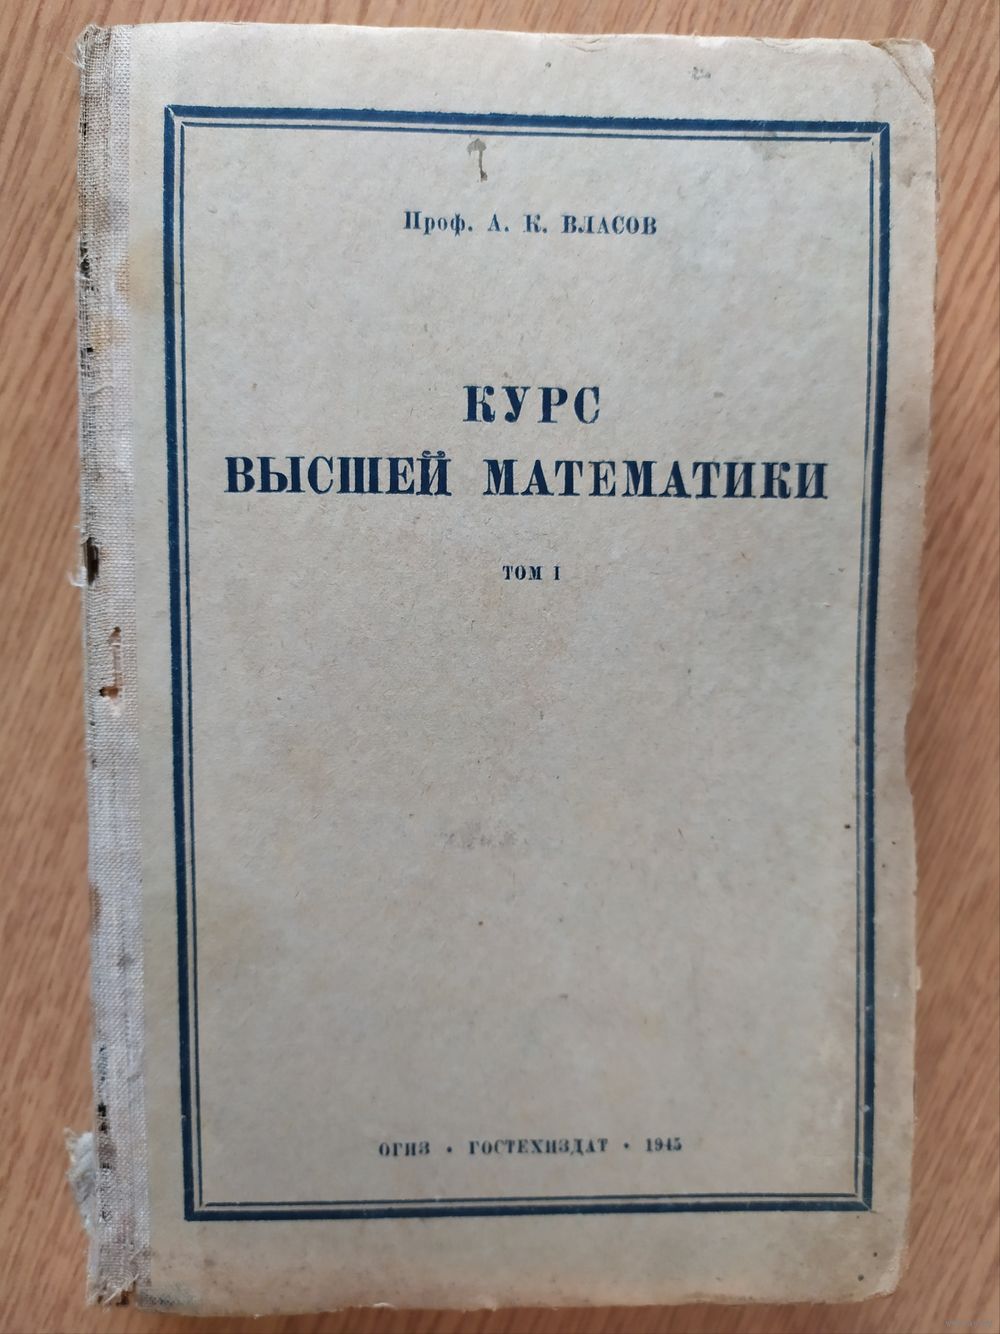 Проф. А. К. ВЛАСОВ
КУРС
ВЫСШЕЙ МАТЕМАТИКИ
ТОМ I
ОГИЗ • ГОСТЕХИЗДАТ • 1945